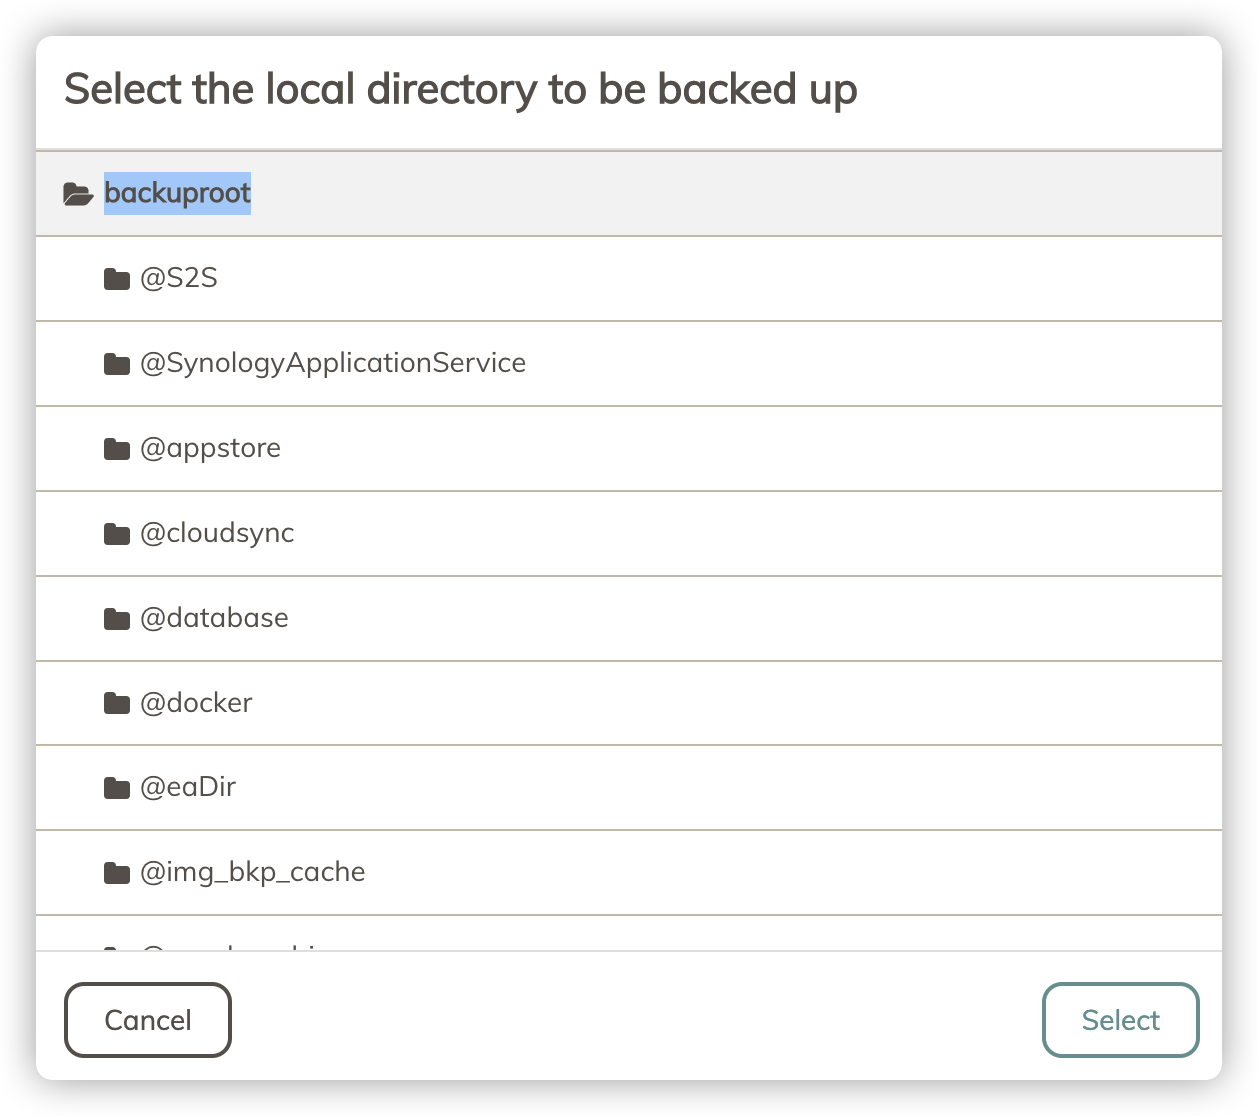 Select the local directory to be backed up
backuproot
@S2S
@SynologyApplicationService
@appstore
@cloudsync
@database
@docker
@eaDir
@img_bkp_cache
Cancel
Select